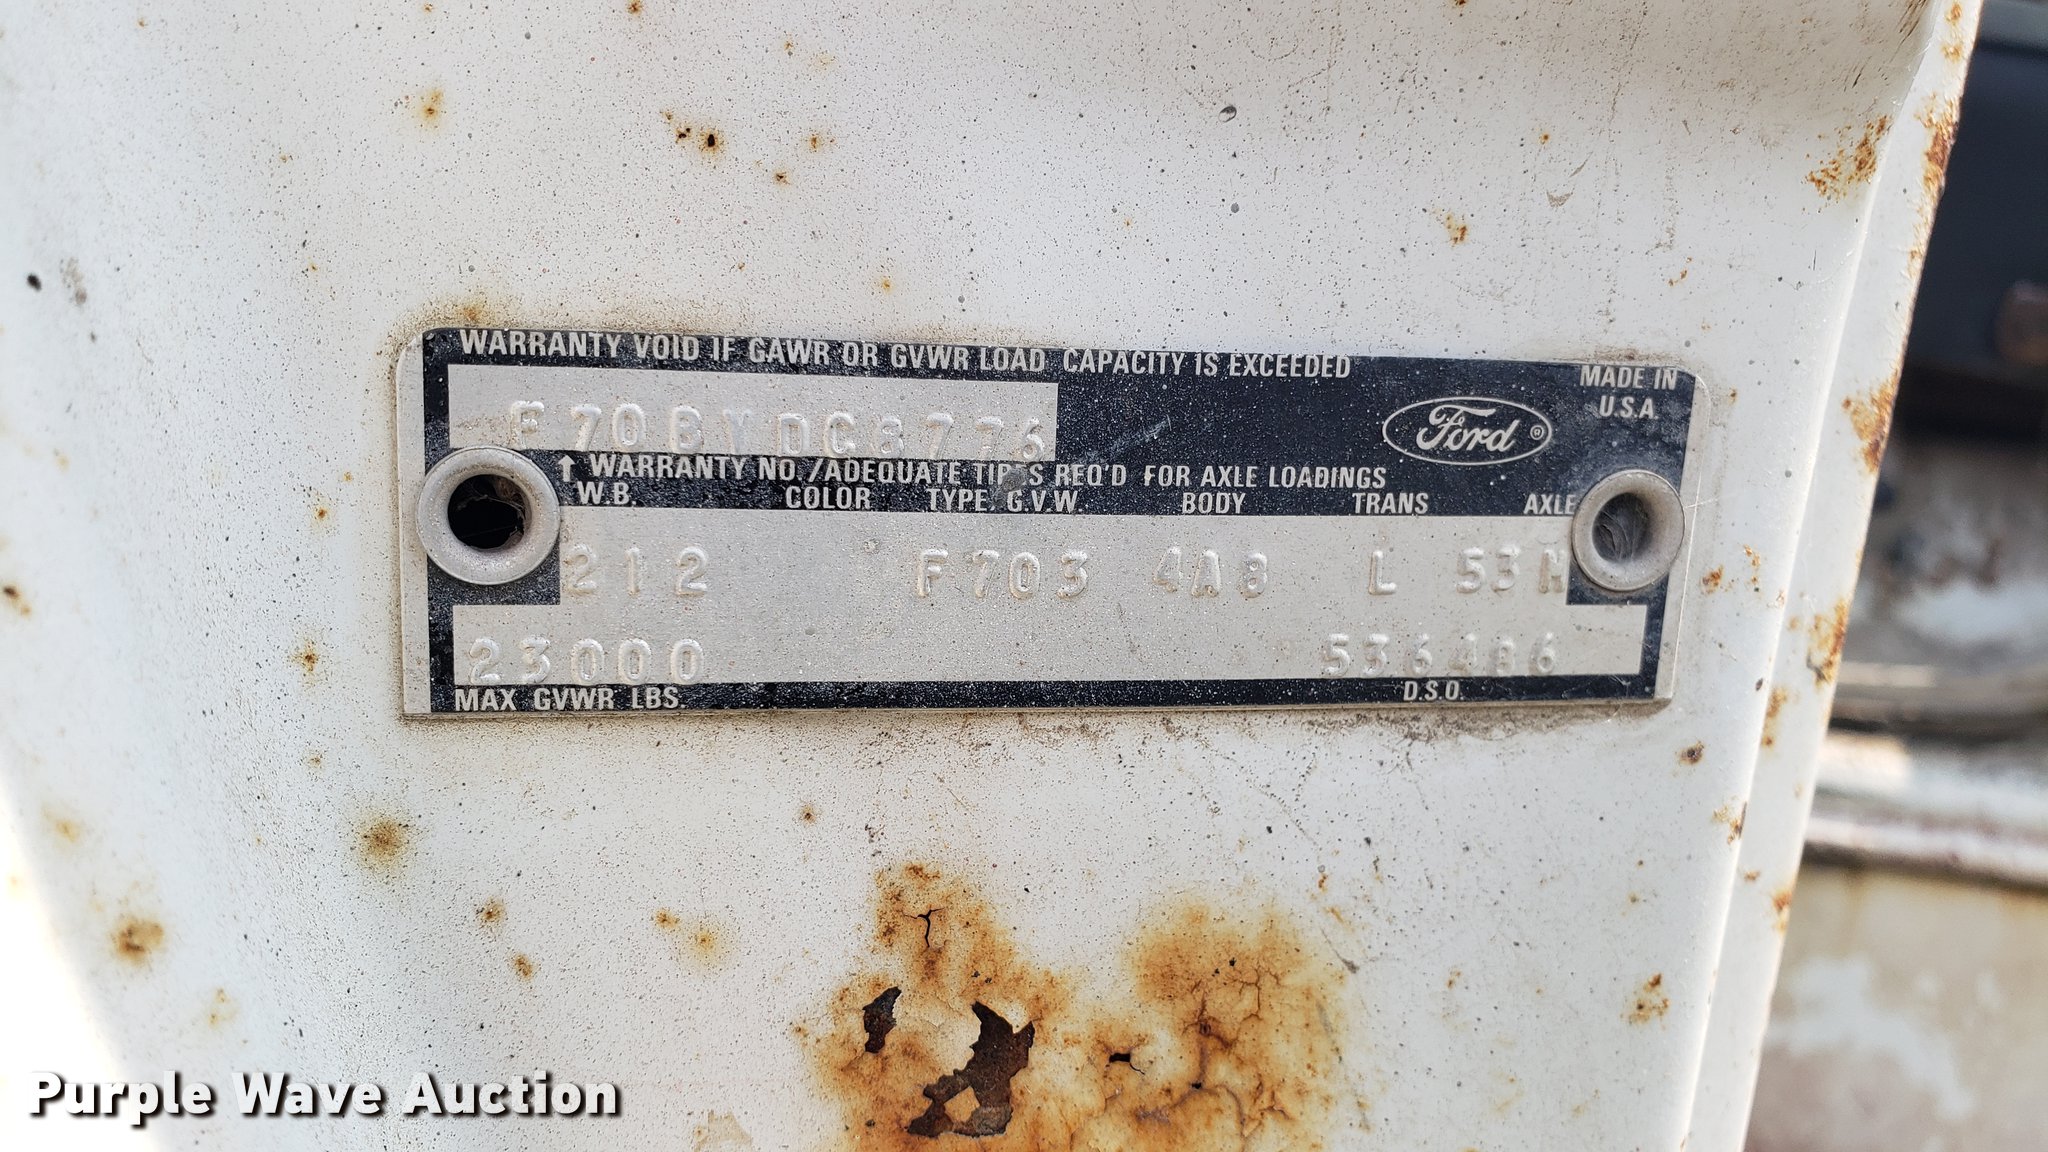 WARRANTY VOID IF GAWR OR GVWR LOAD CAPACITY IS EXCEEDED
MADE IN
U.S.A.
F70BYDC8776
Ford ®
↑ WARRANTY NO./ADEQUATE TIRES REQ'D FOR AXLE LOADINGS
W.B. COLOR TYPE G.V.W. BODY TRANS AXLE
212 F703 4A8 L 53H
23000
MAX GVWR LBS D.S.O.
Purple Wave Auction